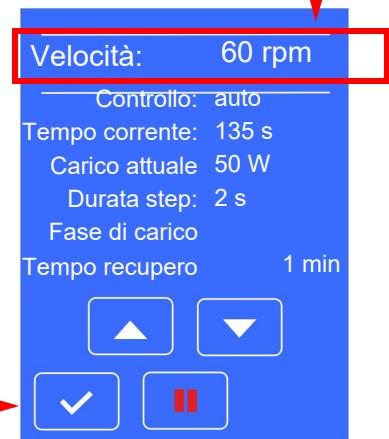 Velocità: 60 rpm
Controllo: auto
Tempo corrente: 135 s
Carico attuale 50 W
Durata step: 2 s
Fase di carico
Tempo recupero 1 min